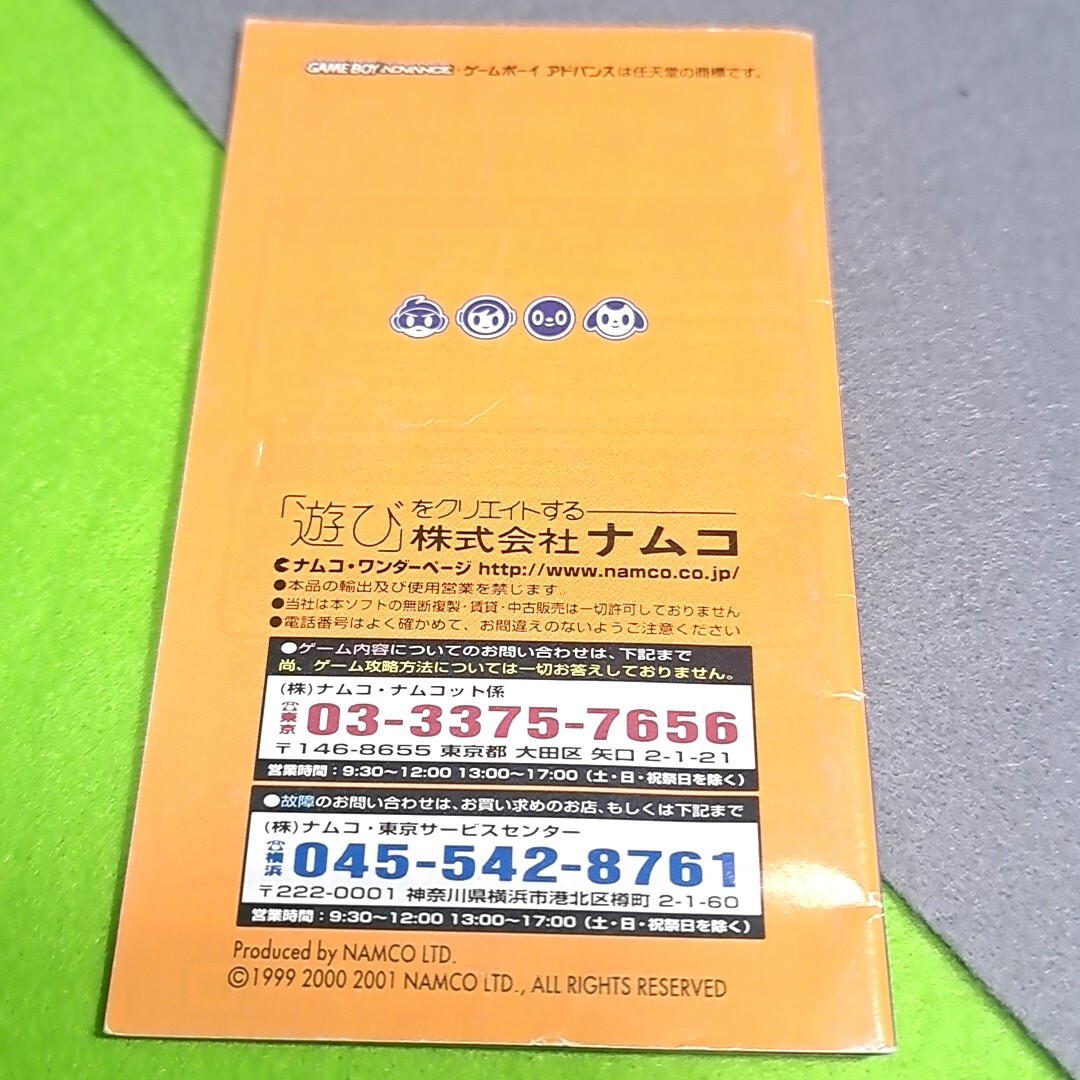 GAME BOY ADVANCE・ゲームボーイ アドバンスは任天堂の商標です。
「遊び」をクリエイトする
株式会社ナムコ
ナムコ・ワンダーページ http://www.namco.co.jp/
●本品の輸出及び使用営業を禁じます。
●当社は本ソフトの無断複製・賃貸・中古販売は一切許可しておりません
●電話番号はよく確かめて、お間違えのないようご注意ください
●ゲーム内容についてのお問い合わせは、下記まで
尚、ゲーム攻略方法については一切お答えしておりません。
(株)ナムコ・ナムコット係
☎東京 03-3375-7656
〒146-8655 東京都 大田区 矢口 2-1-21
営業時間：9:30〜12:00 13:00〜17:00（土・日・祝祭日を除く）
●故障のお問い合わせは、お買い求めのお店、もしくは下記まで
(株)ナムコ・東京サービスセンター
☎横浜 045-542-8761
〒222-0001 神奈川県横浜市港北区樽町 2-1-60
営業時間：9:30〜12:00 13:00〜17:00（土・日・祝祭日を除く）
Produced by NAMCO LTD.
©1999 2000 2001 NAMCO LTD., ALL RIGHTS RESERVED